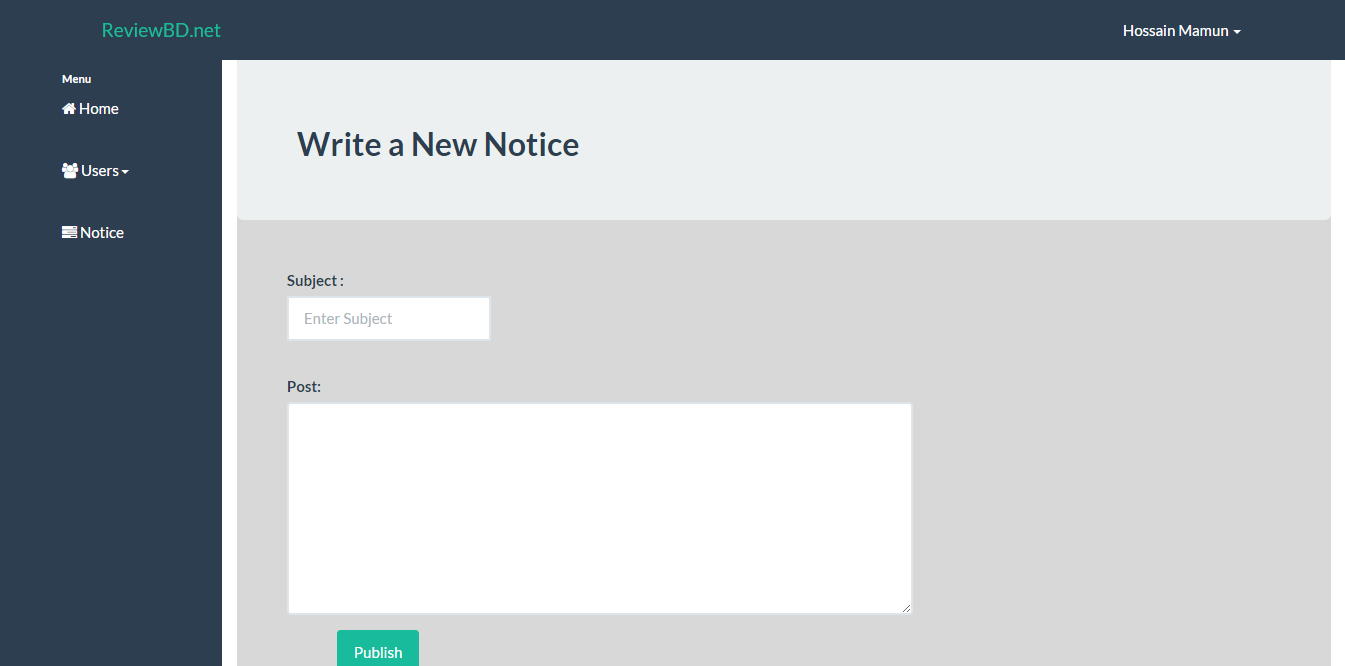 ReviewBD.net
Hossain Mamun
Menu
Home
Users
Notice
Write a New Notice
Subject :
Enter Subject
Post:
Publish